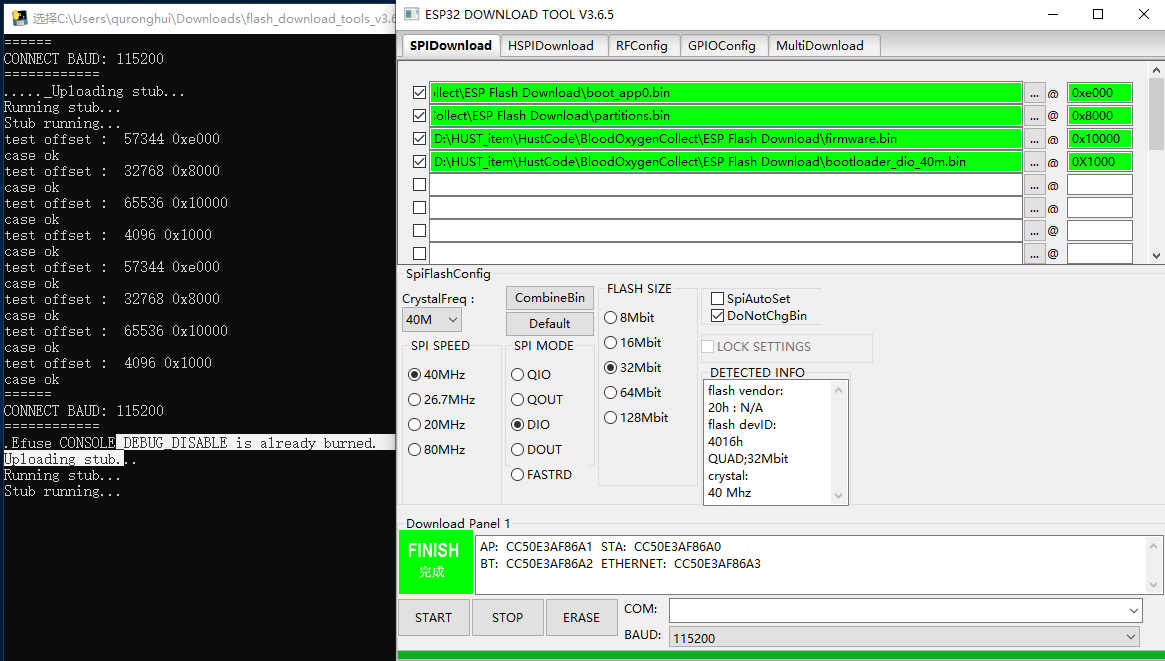 选择C:\Users\quronghui\Downloads\flash_download_tools_v3.6
======
CONNECT BAUD: 115200
============
....._Uploading stub...
Running stub...
Stub running...
test offset : 57344 0xe000
case ok
test offset : 32768 0x8000
case ok
test offset : 65536 0x10000
case ok
test offset : 4096 0x1000
case ok
test offset : 57344 0xe000
case ok
test offset : 32768 0x8000
case ok
test offset : 65536 0x10000
case ok
test offset : 4096 0x1000
case ok
======
CONNECT BAUD: 115200
============
.Efuse CONSOLE_DEBUG_DISABLE is already burned.
Uploading stub...
Running stub...
Stub running...
ESP32 DOWNLOAD TOOL V3.6.5
SPIDownload HSPIDownload RFConfig GPIOConfig MultiDownload
llect\ESP Flash Download\boot_app0.bin ... @ 0xe000
Collect\ESP Flash Download\partitions.bin ... @ 0x8000
D:\HUST_item\HustCode\BloodOxygenCollect\ESP Flash Download\firmware.bin ... @ 0x10000
D:\HUST_item\HustCode\BloodOxygenCollect\ESP Flash Download\bootloader_dio_40m.bin ... @ 0X1000
... @
... @
... @
... @
SpiFlashConfig
CrystalFreq :
40M
CombineBin
Default
SPI SPEED
40MHz
26.7MHz
20MHz
80MHz
SPI MODE
QIO
QOUT
DIO
DOUT
FASTRD
FLASH SIZE
8Mbit
16Mbit
32Mbit
64Mbit
128Mbit
SpiAutoSet
DoNotChgBin
LOCK SETTINGS
DETECTED INFO
flash vendor:
20h : N/A
flash devID:
4016h
QUAD;32Mbit
crystal:
40 Mhz
Download Panel 1
FINISH
完成
AP: CC50E3AF86A1 STA: CC50E3AF86A0
BT: CC50E3AF86A2 ETHERNET: CC50E3AF86A3
START STOP ERASE
COM:
BAUD: 115200